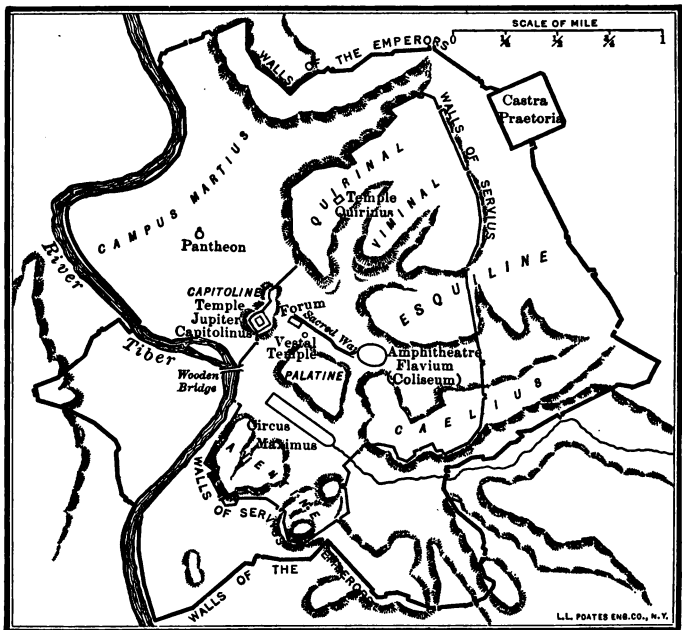 SCALE OF MILE
0 ¼ ½ ¾ 1
WALLS OF THE EMPERORS
Castra
Praetoria
WALLS OF SERVIUS
CAMPUS MARTIUS
QUIRINAL
Temple
Quirinus
VIMINAL
Pantheon
River
Tiber
ESQUILINE
CAPITOLINE
Temple
Jupiter
Capitolinus
Forum
Sacred Way
Vestal
Temple
Amphitheatre
Flavium
(Coliseum)
Wooden
Bridge
PALATINE
CAELIUS
Circus
Maximus
AVENTINE
WALLS OF SERVIUS
WALLS OF THE EMPERORS
L.L. POATES ENG.CO., N.Y.